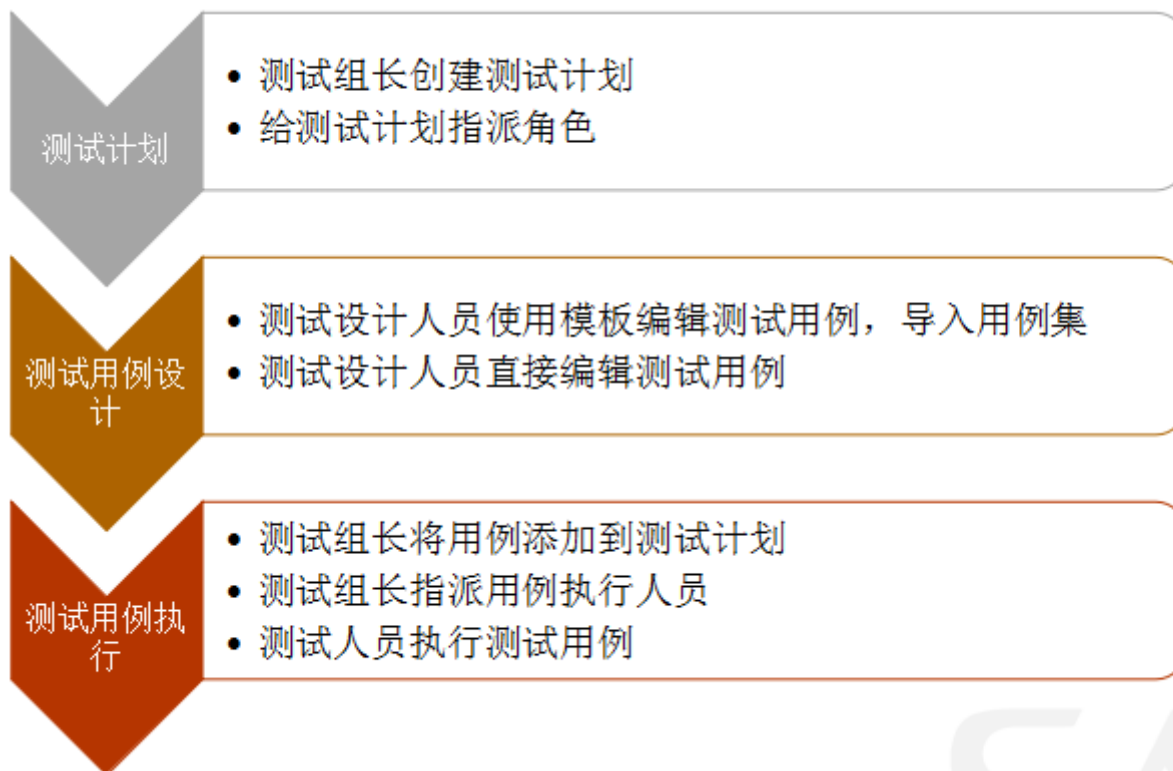 测试计划
• 测试组长创建测试计划
• 给测试计划指派角色
测试用例设
计
• 测试设计人员使用模板编辑测试用例，导入用例集
• 测试设计人员直接编辑测试用例
测试用例执
行
• 测试组长将用例添加到测试计划
• 测试组长指派用例执行人员
• 测试人员执行测试用例